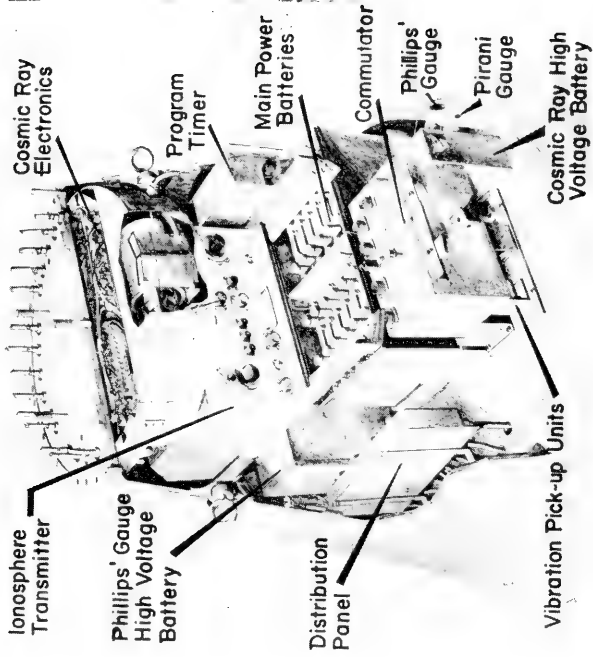 Ionosphere
Transmitter
Cosmic Ray
Electronics
Phillips' Gauge
High Voltage
Battery
Program
Timer
Main Power
Batteries
Distribution
Panel
Commutator
Phillips'
Gauge
Pirani
Gauge
Vibration Pick-up Units
Cosmic Ray High
Voltage Battery